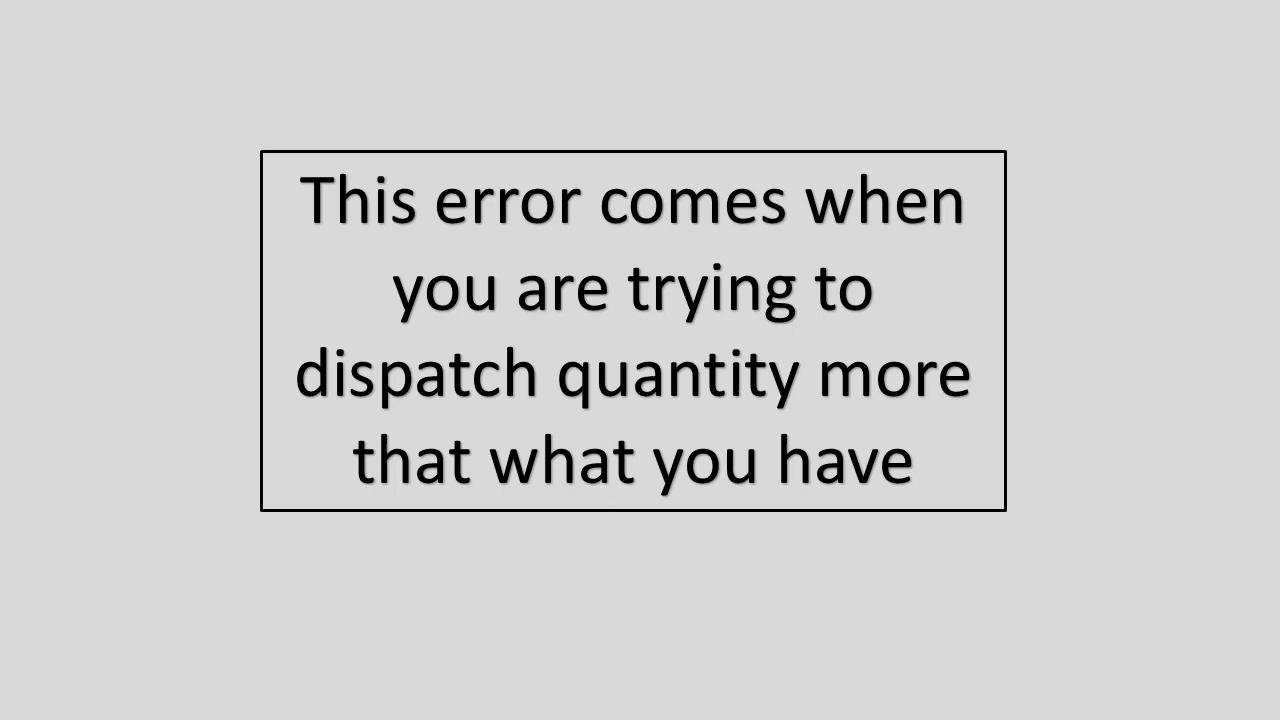 This error comes when
you are trying to
dispatch quantity more
that what you have